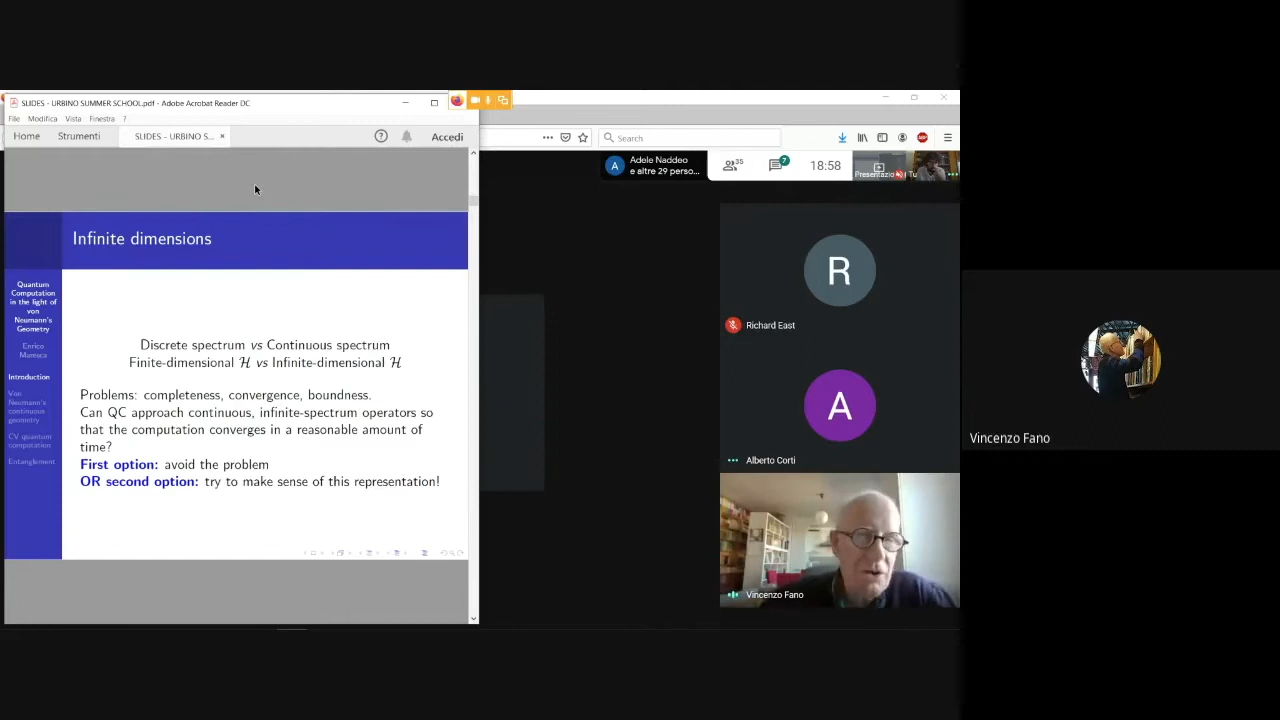 SLIDES - URBINO SUMMER SCHOOL.pdf - Adobe Acrobat Reader DC
File Modifica Vista Finestra ?
Home Strumenti SLIDES - URBINO S... × Accedi
Search
Adele Naddeo
e altre 29 perso...
35
7
18:58
Presentazio
Tu
Infinite dimensions
Quantum
Computation
in the light of
von
Neumann's
Geometry
Enrico
Maresca
Introduction
Van
Neumann's
continuous
geometry
CV quantum
computation
Entanglement
Discrete spectrum vs Continuous spectrum
Finite-dimensional ℋ vs Infinite-dimensional ℋ
Problems: completeness, convergence, boundness.
Can QC approach continuous, infinite-spectrum operators so
that the computation converges in a reasonable amount of
time?
First option: avoid the problem
OR second option: try to make sense of this representation!
R
Richard East
A
Alberto Corti
Vincenzo Fano
Vincenzo Fano